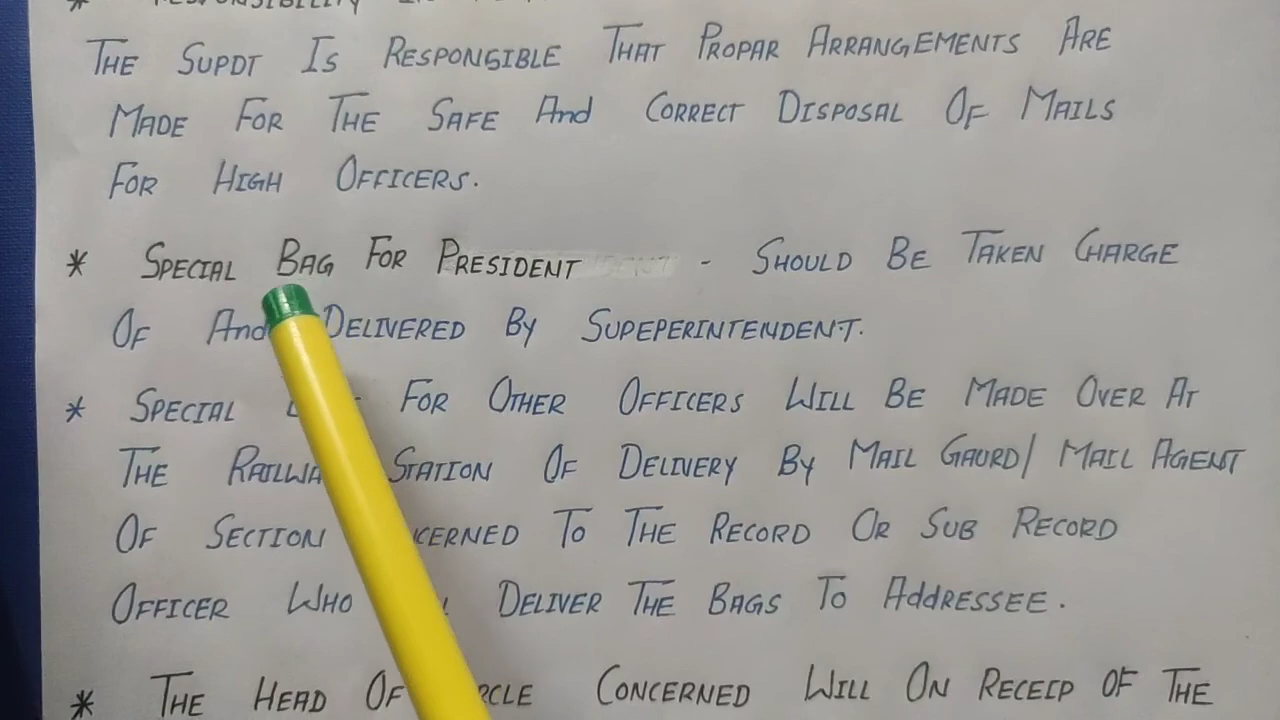 * RESPONSIBILITY
THE SUPDT IS RESPONSIBLE THAT PROPAR ARRANGEMENTS ARE
MADE FOR THE SAFE And CORRECT DISPOSAL OF MAILS
FOR HIGH OFFICERS.
* SPECIAL BAG FOR PRESIDENT - SHOULD BE TAKEN CHARGE
OF And DELIVERED By SUPEPERINTENDENT.
* SPECIAL FOR OTHER OFFICERS WILL BE MADE OVER AT
THE RAILWA STATION OF DELIVERY By MAIL GAURD/ MAIL AGENT
OF SECTION CERNED TO THE RECORD OR SUB RECORD
OFFICER WHO DELIVER THE BAGS TO AddRESSEE.
* THE HEAD OF RCLE CONCERNED WILL ON RECEIP OF THE